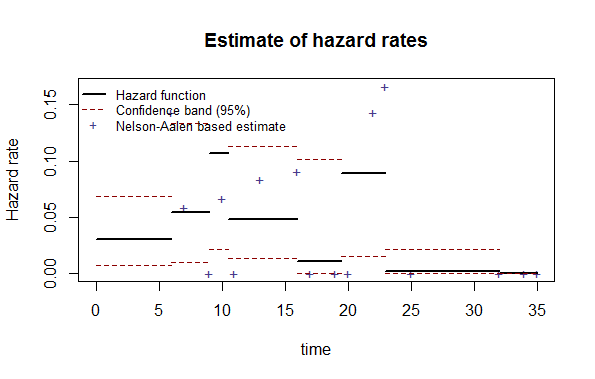 Estimate of hazard rates
Hazard function
Confidence band (95%)
Nelson-Aalen based estimate
Hazard rate
0.15
0.10
0.05
0.00
0 5 10 15 20 25 30 35
time